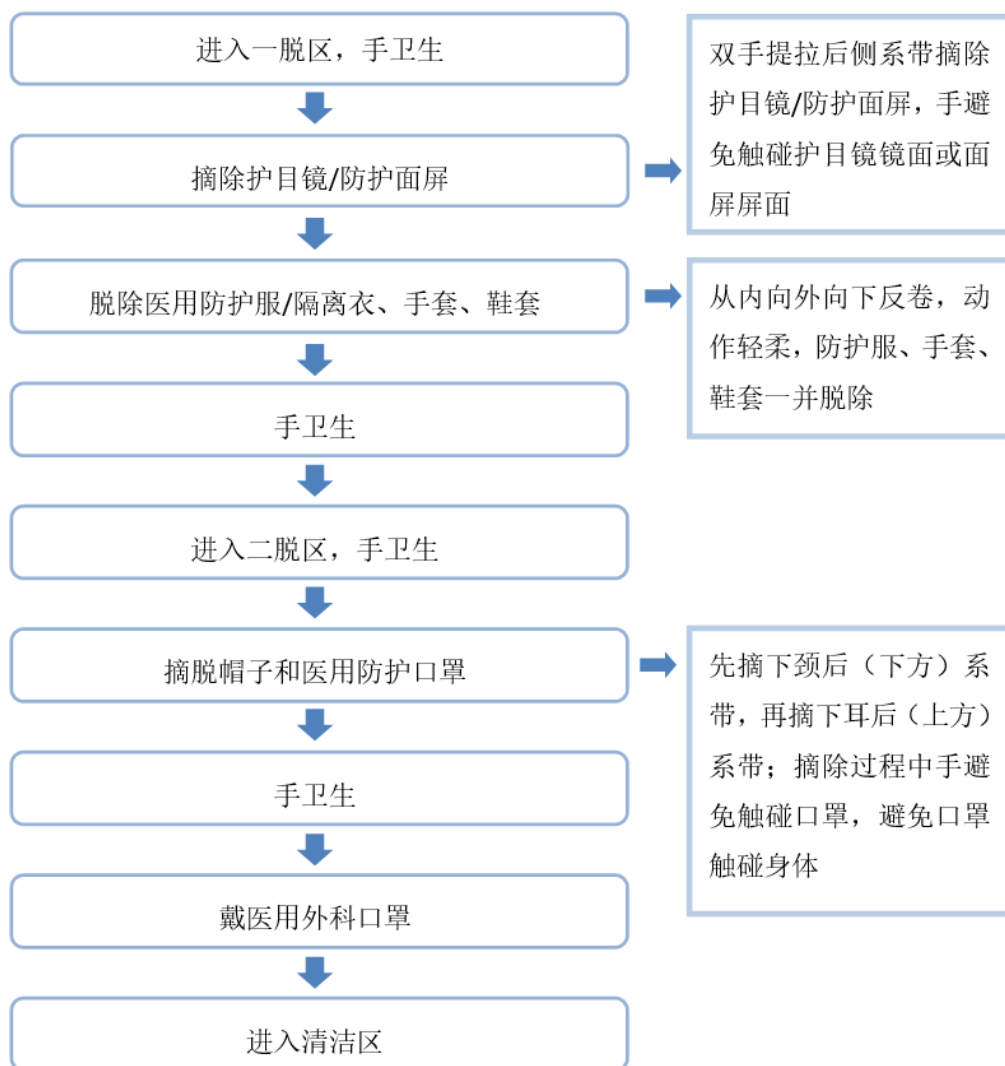 进入一脱区，手卫生
摘除护目镜/防护面屏
双手提拉后侧系带摘除
护目镜/防护面屏，手避
免触碰护目镜镜面或面
屏屏面
脱除医用防护服/隔离衣、手套、鞋套
从内向外向下反卷，动
作轻柔，防护服、手套、
鞋套一并脱除
手卫生
进入二脱区，手卫生
摘脱帽子和医用防护口罩
先摘下颈后（下方）系
带，再摘下耳后（上方）
系带；摘除过程中手避
免触碰口罩，避免口罩
触碰身体
手卫生
戴医用外科口罩
进入清洁区